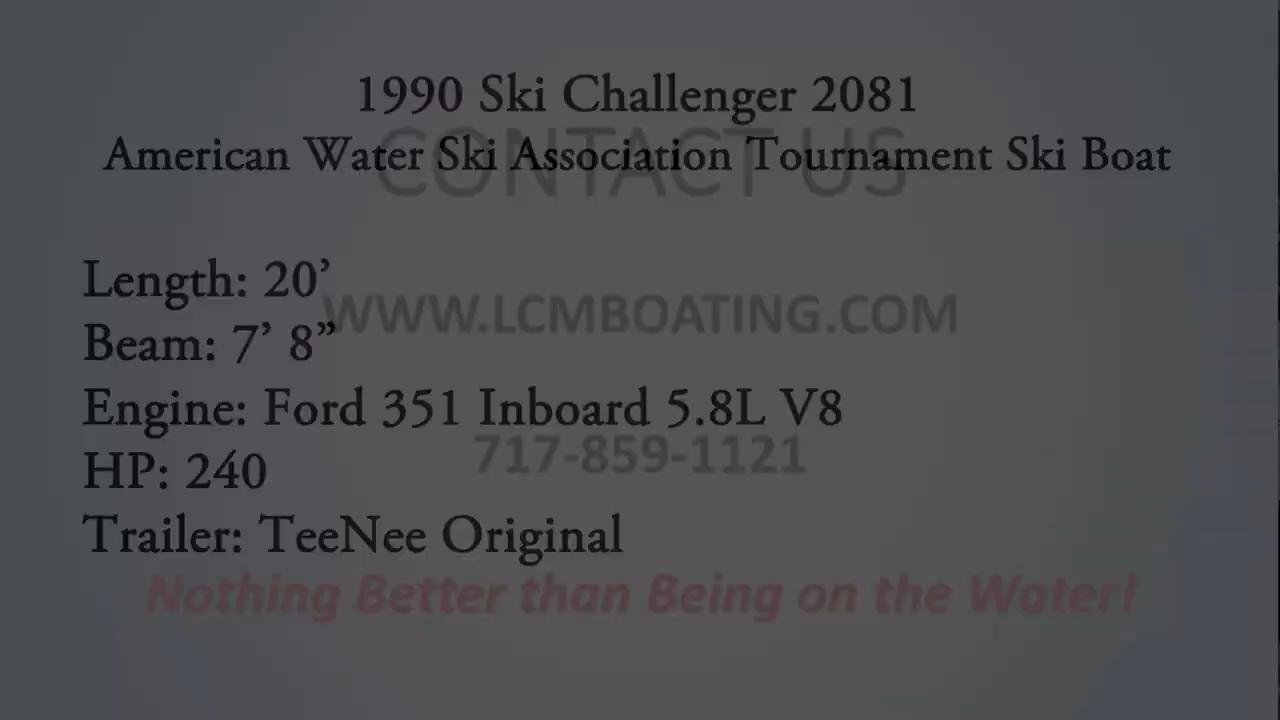 1990 Ski Challenger 2081
CONTACT US
American Water Ski Association Tournament Ski Boat
Length: 20’
WWW.LCMBOATING.COM
Beam: 7’ 8”
Engine: Ford 351 Inboard 5.8L V8
717-859-1121
HP: 240
Trailer: TeeNee Original
Nothing Better than Being on the Water!